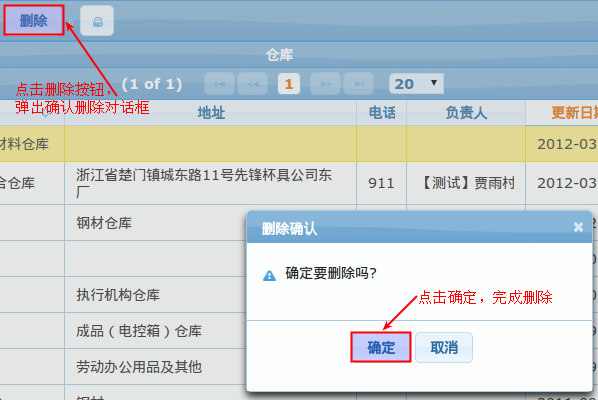 删除
仓库
点击删除按钮，
弹出确认删除对话框
(1 of 1)
1
20
地址
电话
负责人
更新日期
材料仓库
2012-03
合仓库
浙江省楚门镇城东路11号先锋杯具公司东
厂
911
【测试】贾雨村
2012-03
钢材仓库
删除确认
确定要删除吗?
点击确定，完成删除
执行机构仓库
成品（电控箱）仓库
确定
取消
劳动办公用品及其他
钢材